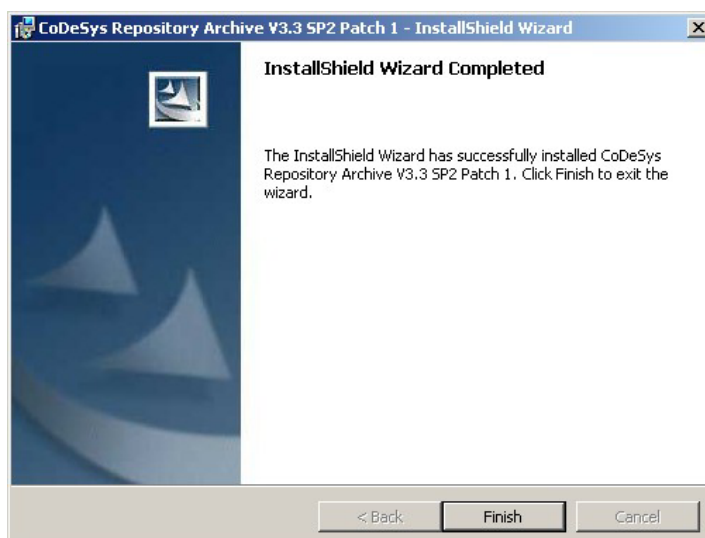 CoDeSys Repository Archive V3.3 SP2 Patch 1 - InstallShield Wizard
InstallShield Wizard Completed
The InstallShield Wizard has successfully installed CoDeSys
Repository Archive V3.3 SP2 Patch 1. Click Finish to exit the
wizard.
< Back Finish Cancel